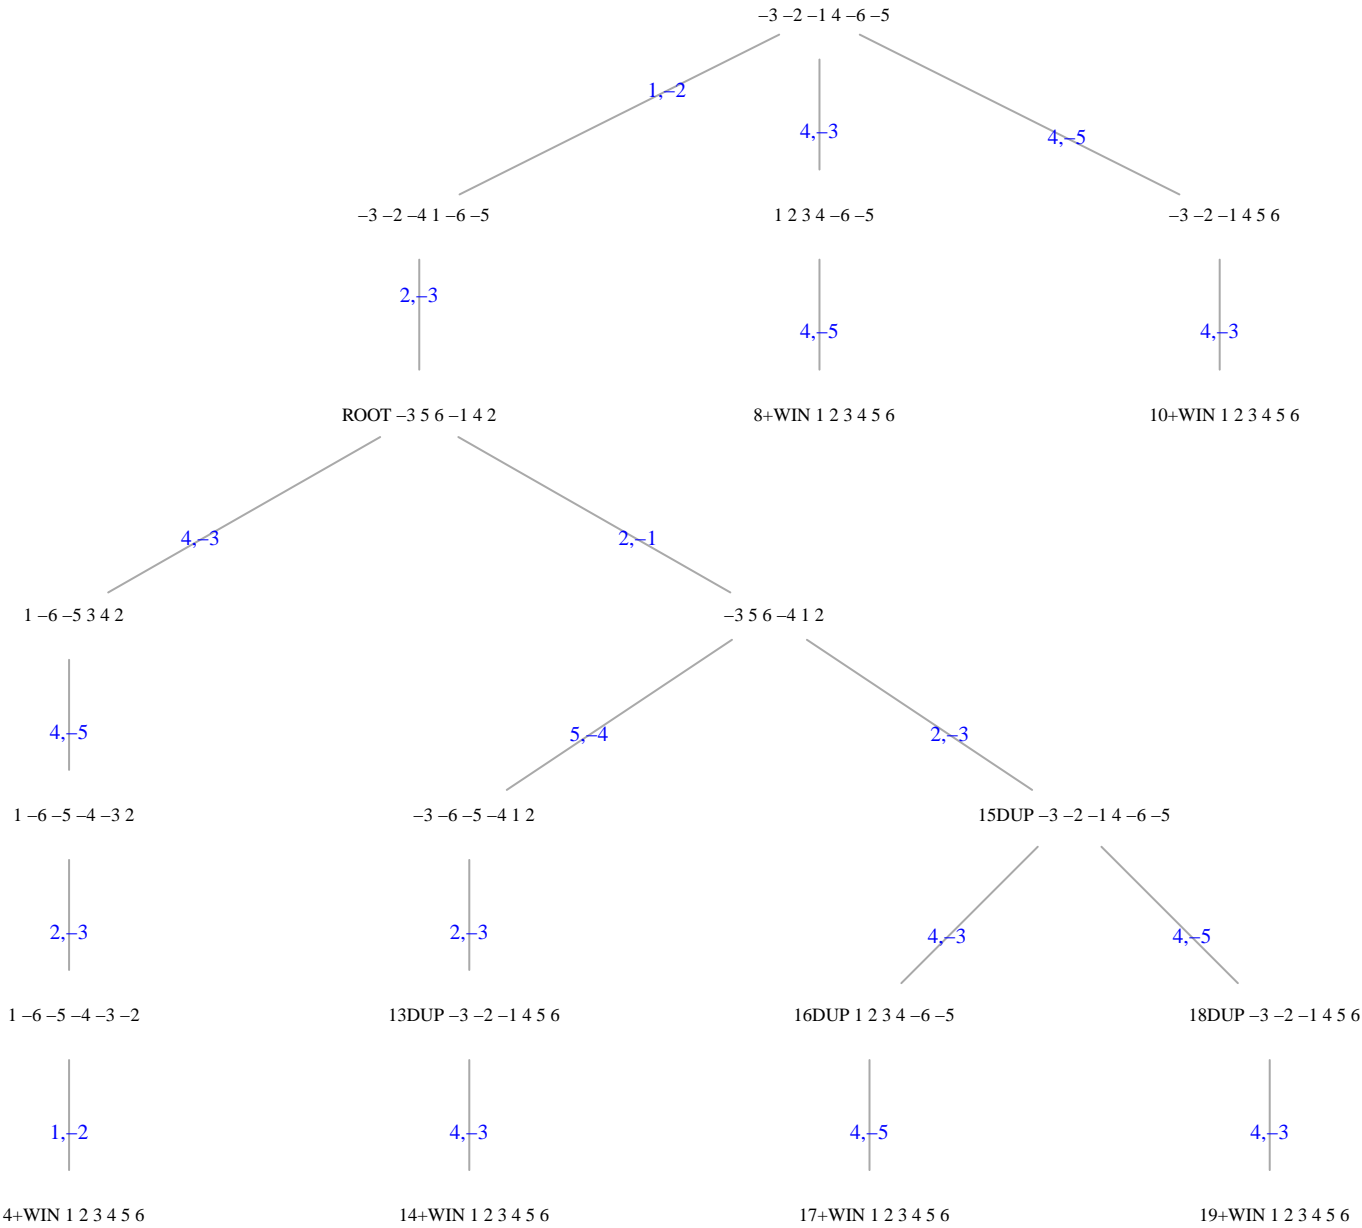 –3 –2 –1 4 –6 –5
1,–2
4,–3
4,–5
–3 –2 –4 1 –6 –5
1 2 3 4 –6 –5
–3 –2 –1 4 5 6
2,–3
4,–5
4,–3
ROOT –3 5 6 –1 4 2
8+WIN 1 2 3 4 5 6
10+WIN 1 2 3 4 5 6
4,–3
2,–1
1 –6 –5 3 4 2
–3 5 6 –4 1 2
4,–5
5,–4
2,–3
1 –6 –5 –4 –3 2
–3 –6 –5 –4 1 2
15DUP –3 –2 –1 4 –6 –5
2,–3
2,–3
4,–3
4,–5
1 –6 –5 –4 –3 –2
13DUP –3 –2 –1 4 5 6
16DUP 1 2 3 4 –6 –5
18DUP –3 –2 –1 4 5 6
1,–2
4,–3
4,–5
4,–3
4+WIN 1 2 3 4 5 6
14+WIN 1 2 3 4 5 6
17+WIN 1 2 3 4 5 6
19+WIN 1 2 3 4 5 6